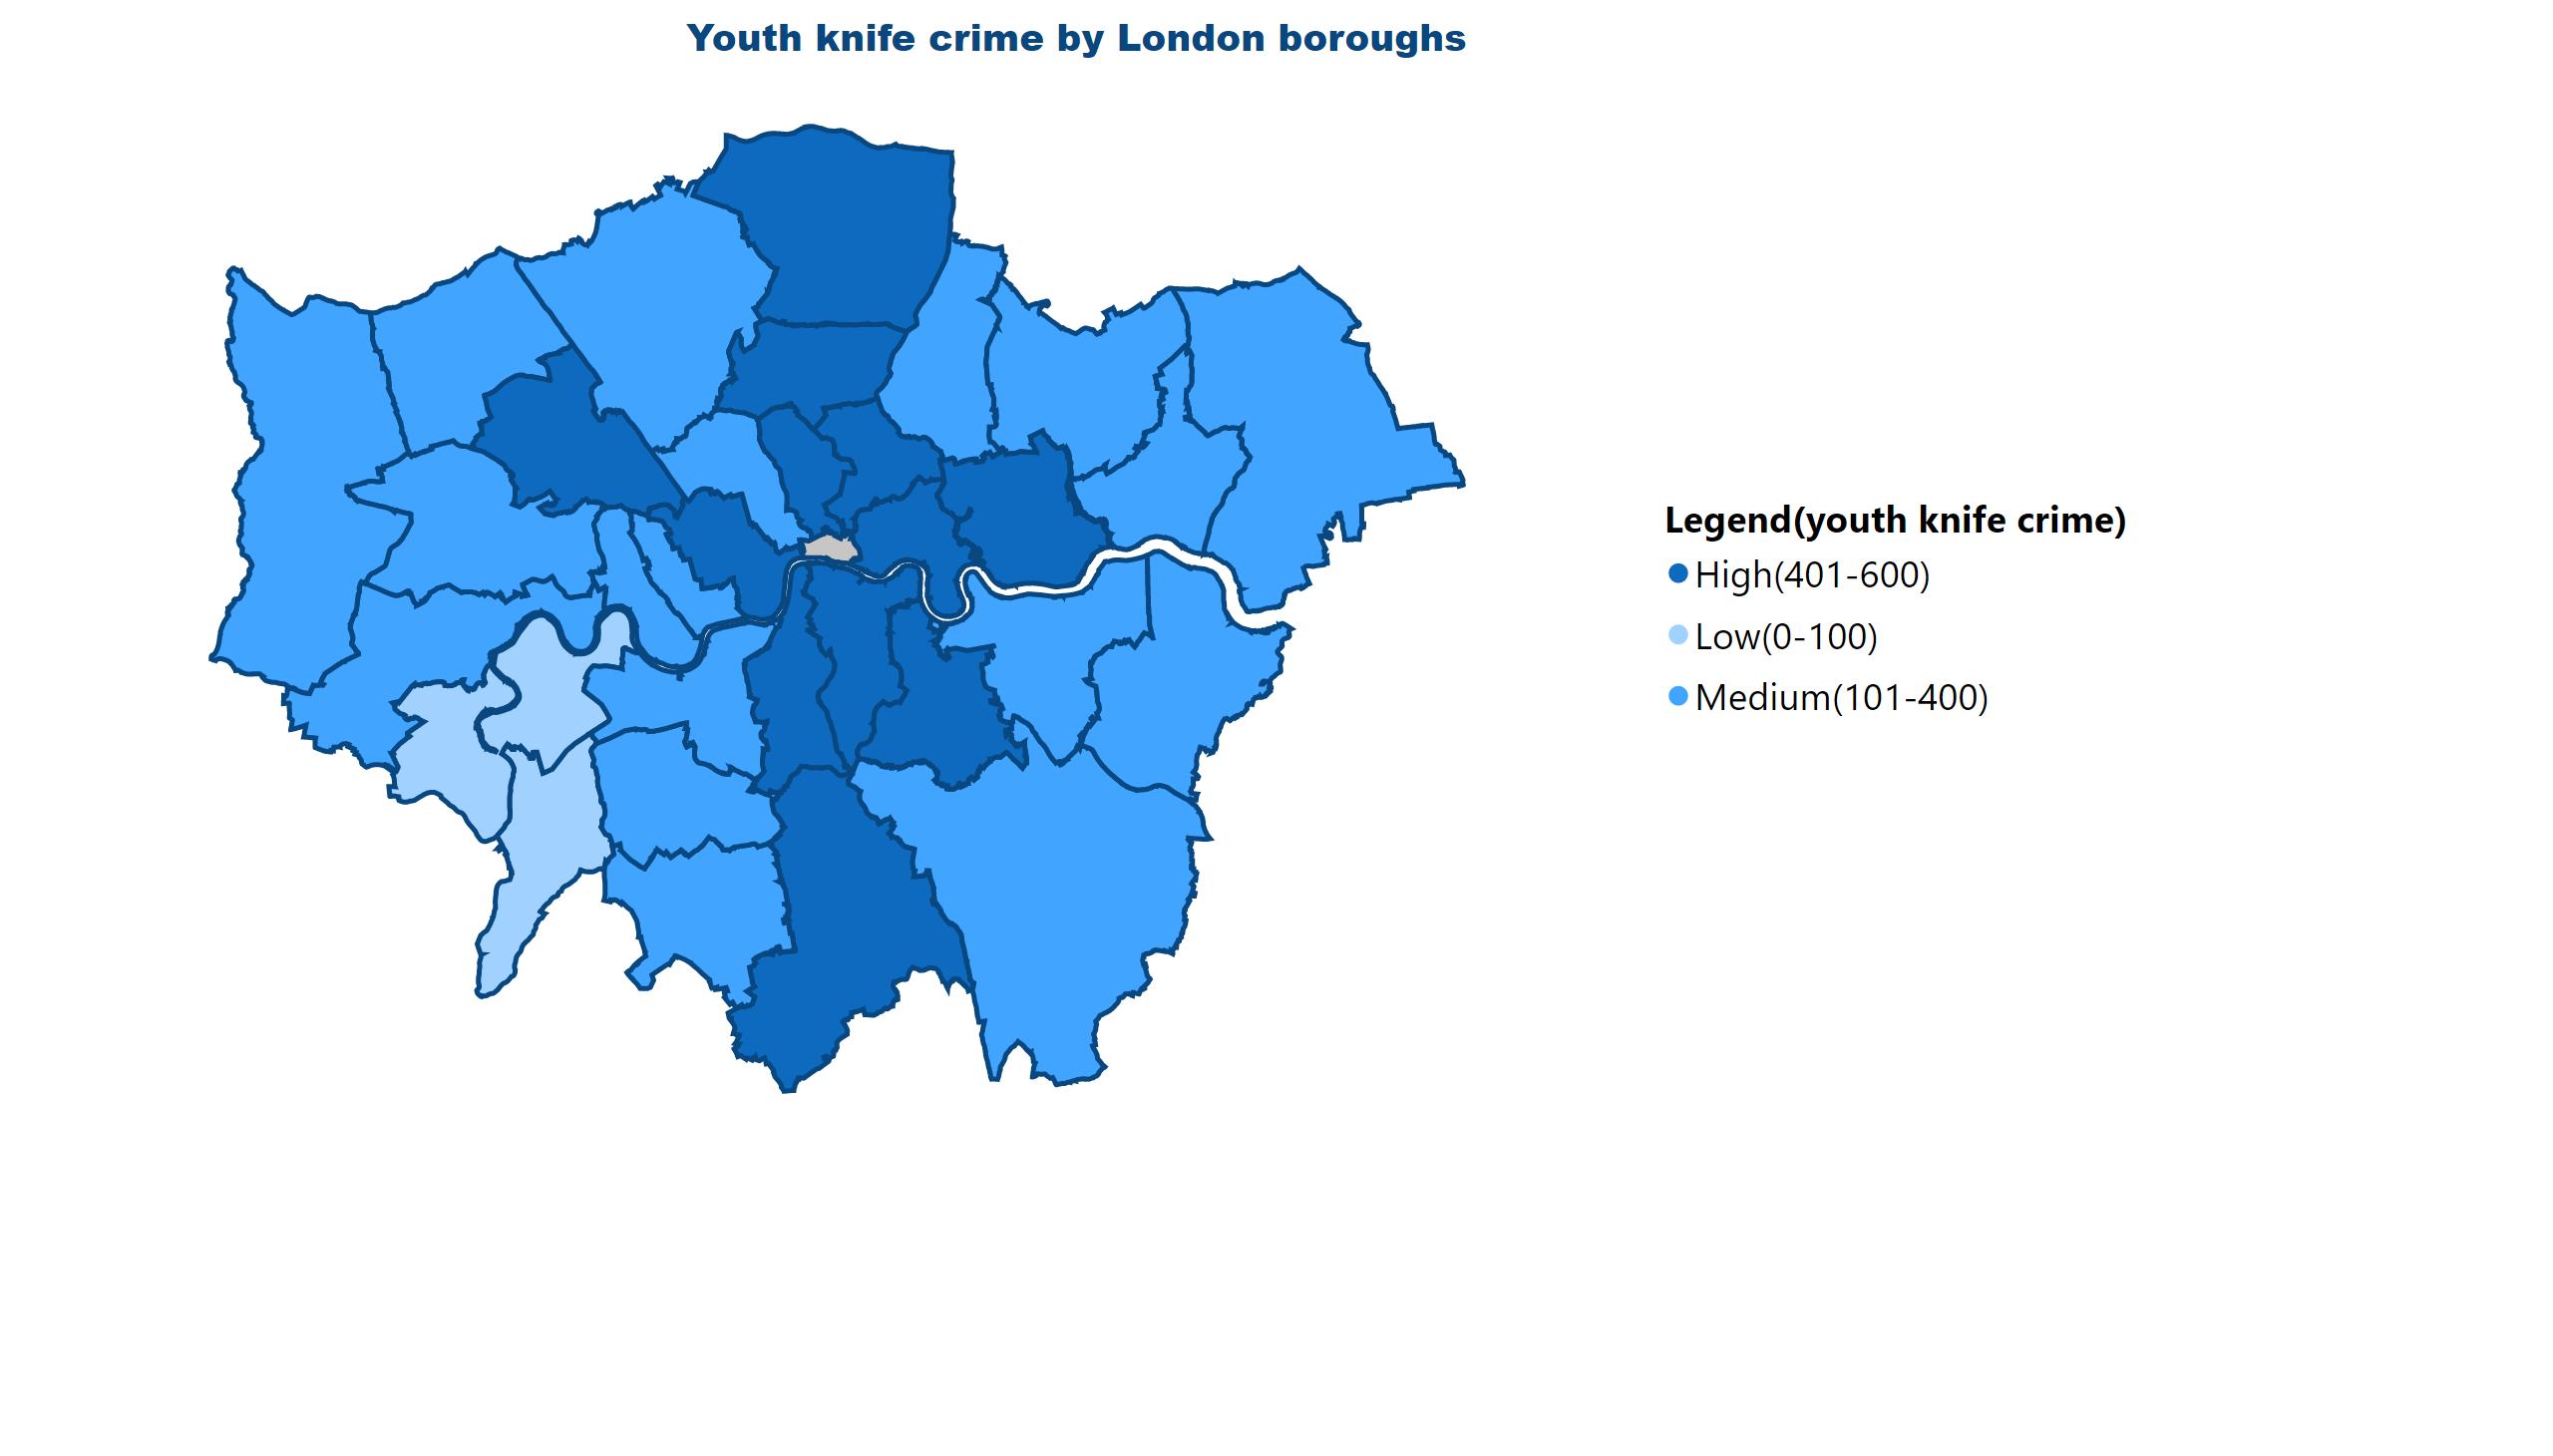 Youth knife crime by London boroughs
Legend(youth knife crime)
High(401-600)
Low(0-100)
Medium(101-400)